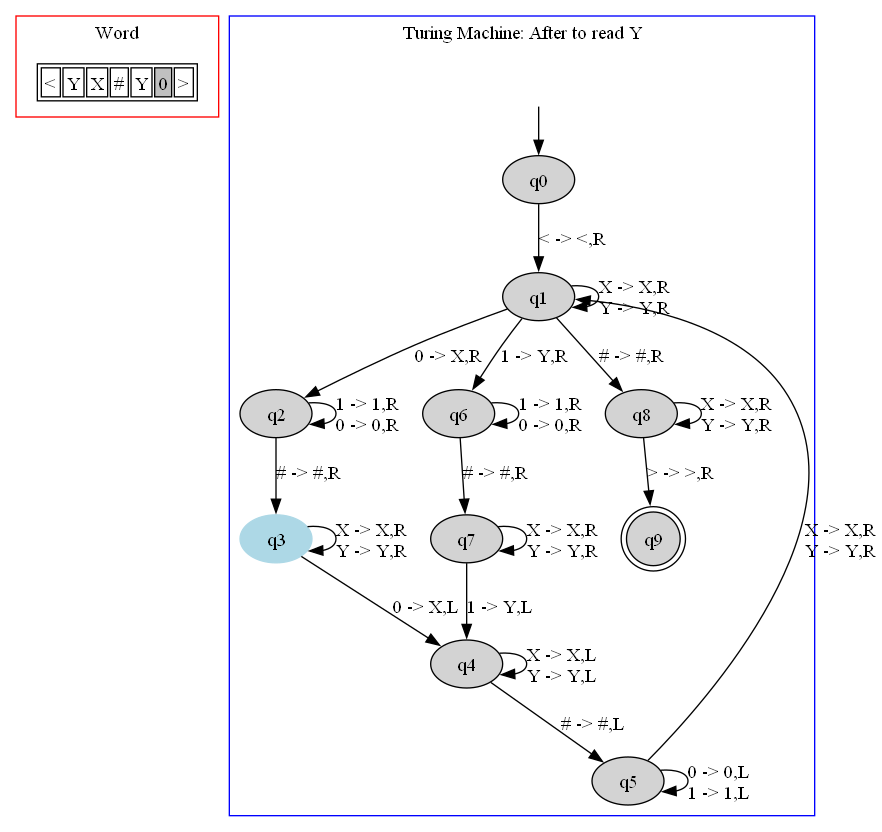 Word
< Y X # Y 0 >
Turing Machine: After to read Y
q0
< -> <,R
q1
X -> X,R
Y -> Y,R
0 -> X,R
1 -> Y,R
# -> #,R
q2
1 -> 1,R
0 -> 0,R
q6
1 -> 1,R
0 -> 0,R
q8
X -> X,R
Y -> Y,R
# -> #,R
# -> #,R
> -> >,R
q3
X -> X,R
Y -> Y,R
q7
X -> X,R
Y -> Y,R
q9
X -> X,R
Y -> Y,R
0 -> X,L
1 -> Y,L
q4
X -> X,L
Y -> Y,L
# -> #,L
q5
0 -> 0,L
1 -> 1,L